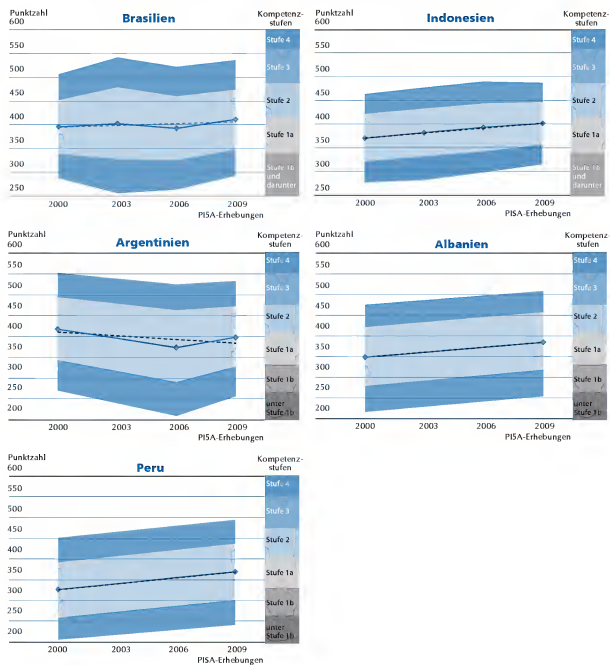 Punktzahl Brasilien Kompetenz-
stufen
600
Stufe 4
550
500
Stufe 3
450
Stufe 2
400
Stufe 1a
350
300
Stufe 1b
und
darunter
250
2000 2003 2006 2009
PISA-Erhebungen
Punktzahl Indonesien Kompetenz-
stufen
600
Stufe 4
550
500
Stufe 3
450
Stufe 2
400
Stufe 1a
350
300
Stufe 1b
und
darunter
250
2000 2003 2006 2009
PISA-Erhebungen
Punktzahl Argentinien Kompetenz-
stufen
600
Stufe 4
550
500
Stufe 3
450
Stufe 2
400
350
Stufe 1a
300
Stufe 1b
250
200
unter
Stufe 1b
2000 2003 2006 2009
PISA-Erhebungen
Punktzahl Albanien Kompetenz-
stufen
600
Stufe 4
550
500
Stufe 3
450
Stufe 2
400
350
Stufe 1a
300
Stufe 1b
250
200
unter
Stufe 1b
2000 2003 2006 2009
PISA-Erhebungen
Punktzahl Peru Kompetenz-
stufen
600
Stufe 4
550
500
Stufe 3
450
Stufe 2
400
350
Stufe 1a
300
Stufe 1b
250
200
unter
Stufe 1b
2000 2003 2006 2009
PISA-Erhebungen